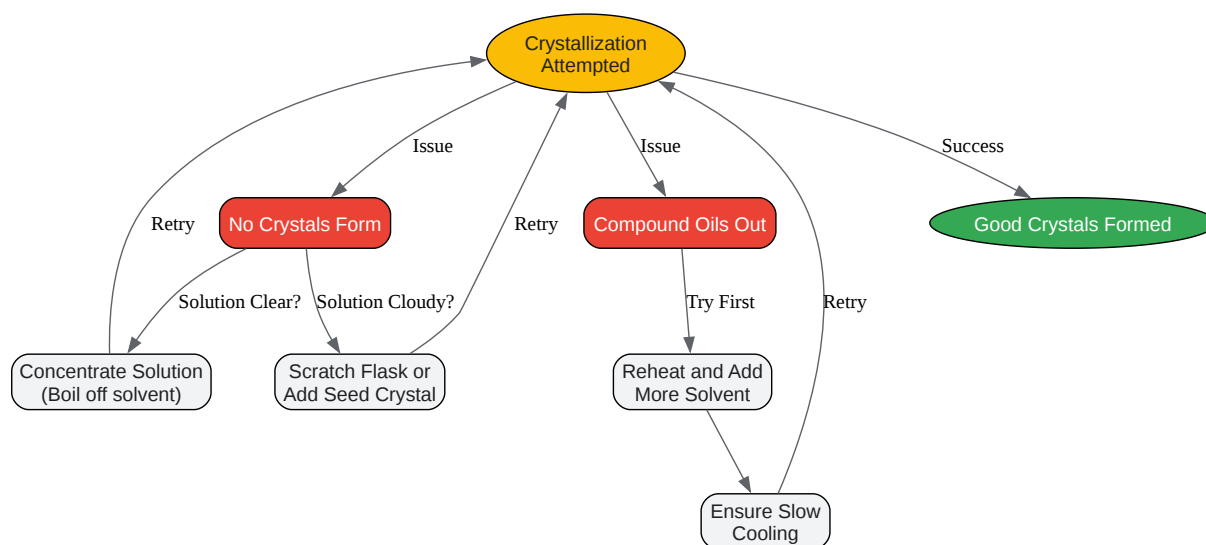 Crystallization
Attempted
Issue
Issue
Success
Retry
No Crystals Form
Retry
Compound Oils Out
Good Crystals Formed
Solution Clear?
Solution Cloudy?
Try First
Retry
Concentrate Solution
(Boil off solvent)
Scratch Flask or
Add Seed Crystal
Reheat and Add
More Solvent
Ensure Slow
Cooling